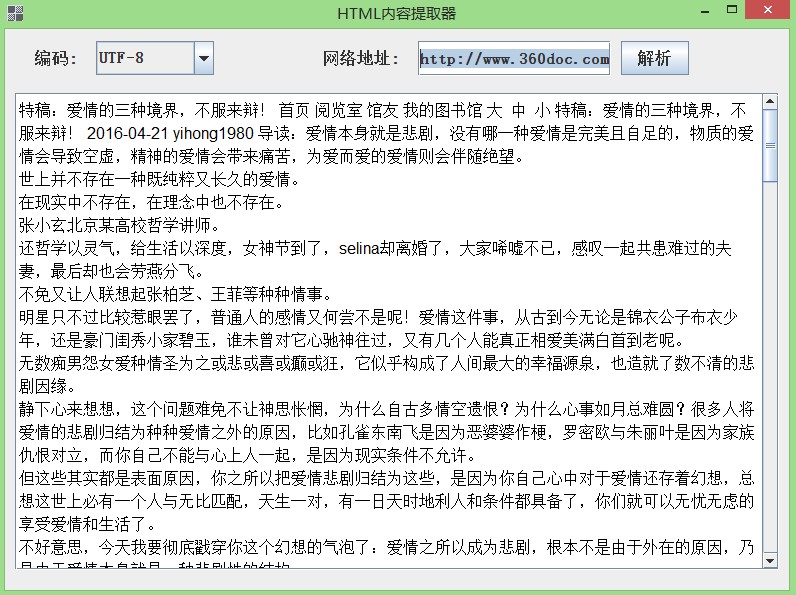 HTML内容提取器
编码： UTF-8 网络地址： http://www.360doc.com 解析
特稿：爱情的三种境界，不服来辩！ 首页 阅览室 馆友 我的图书馆 大 中 小 特稿：爱情的三种境界，不
服来辩！ 2016-04-21 yihong1980 导读：爱情本身就是悲剧，没有哪一种爱情是完美且自足的，物质的爱
情会导致空虚，精神的爱情会带来痛苦，为爱而爱的爱情则会伴随绝望。
世上并不存在一种既纯粹又长久的爱情。
在现实中不存在，在理念中也不存在。
张小玄北京某高校哲学讲师。
还哲学以灵气，给生活以深度，女神节到了，selina却离婚了，大家唏嘘不已，感叹一起共患难过的夫
妻，最后却也会劳燕分飞。
不免又让人联想起张柏芝、王菲等种种情事。
明星只不过比较惹眼罢了，普通人的感情又何尝不是呢！爱情这件事，从古到今无论是锦衣公子布衣少
年，还是豪门闺秀小家碧玉，谁未曾对它心驰神往过，又有几个人能真正相爱美满白首到老呢。
无数痴男怨女爱种情圣为之或悲或喜或癫或狂，它似乎构成了人间最大的幸福源泉，也造就了数不清的悲
剧因缘。
静下心来想想，这个问题难免不让神思怅惘，为什么自古多情空遗恨？为什么心事如月总难圆？很多人将
爱情的悲剧归结为种种爱情之外的原因，比如孔雀东南飞是因为恶婆婆作梗，罗密欧与朱丽叶是因为家族
仇恨对立，而你自己不能与心上人一起，是因为现实条件不允许。
但这些其实都是表面原因，你之所以把爱情悲剧归结为这些，是因为你自己心中对于爱情还存着幻想，总
想这世上必有一个人与无比匹配，天生一对，有一日天时地利人和条件都具备了，你们就可以无忧无虑的
享受爱情和生活了。
不好意思，今天我要彻底戳穿你这个幻想的气泡了：爱情之所以成为悲剧，根本不是由于外在的原因，乃
是由于爱情本身就是一种悲剧性的结构